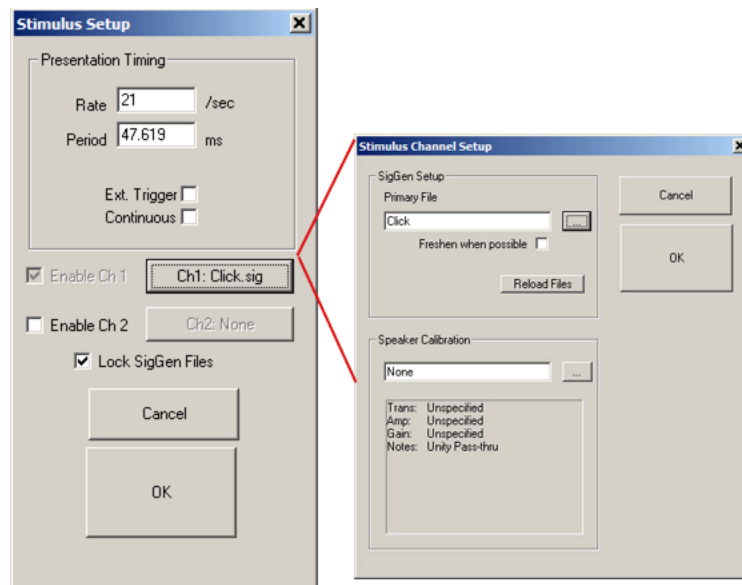 Stimulus Setup
Presentation Timing
Rate 21 /sec
Period 47.619 ms
Ext. Trigger
Continuous
Enable Ch 1 Ch1: Click.sig
Enable Ch 2 Ch2: None
Lock SigGen Files
Cancel
OK
Stimulus Channel Setup
SigGen Setup
Primary File
Click ...
Freshen when possible
Reload Files
Cancel
OK
Speaker Calibration
None ...
Trans: Unspecified
Amp: Unspecified
Gain: Unspecified
Notes: Unity Pass-thru